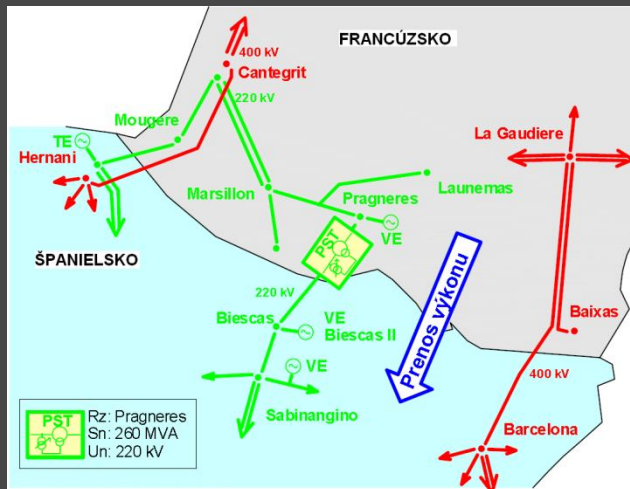 FRANCÚZSKO
400 kV
Cantegrit
220 kV
Mougere
La Gaudiere
TE
Hernani
Marsillon
Launemas
Pragneres
VE
PST
ŠPANIELSKO
220 kV
Biescas
VE
Biescas II
VE
Prenos výkonu
Baixas
400 kV
Sabinangino
Barcelona
PST
Rz: Pragneres
Sn: 260 MVA
Un: 220 kV